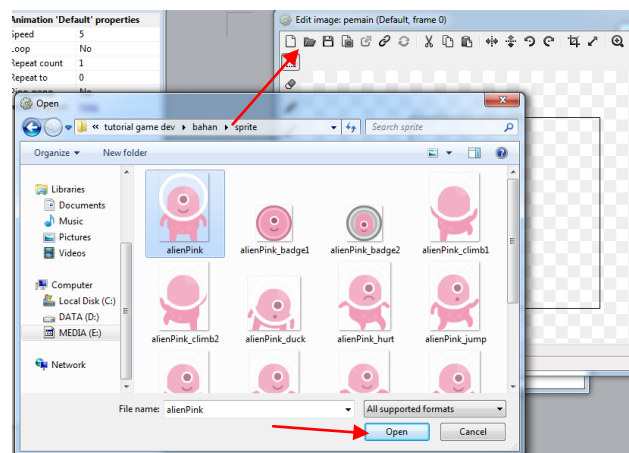 Animation 'Default' properties
Speed 5
Loop No
Repeat count 1
Repeat to 0
No
Edit image: pemain (Default, frame 0)
Open
« tutorial game dev ▸ bahan ▸ sprite
Search sprite
Organize
New folder
Libraries
Documents
Music
Pictures
Videos
Computer
Local Disk (C:)
DATA (D:)
MEDIA (E:)
Network
alienPink
alienPink_badge1
alienPink_badge2
alienPink_climb1
alienPink_climb2
alienPink_duck
alienPink_hurt
alienPink_jump
File name: alienPink
All supported formats
Open
Cancel